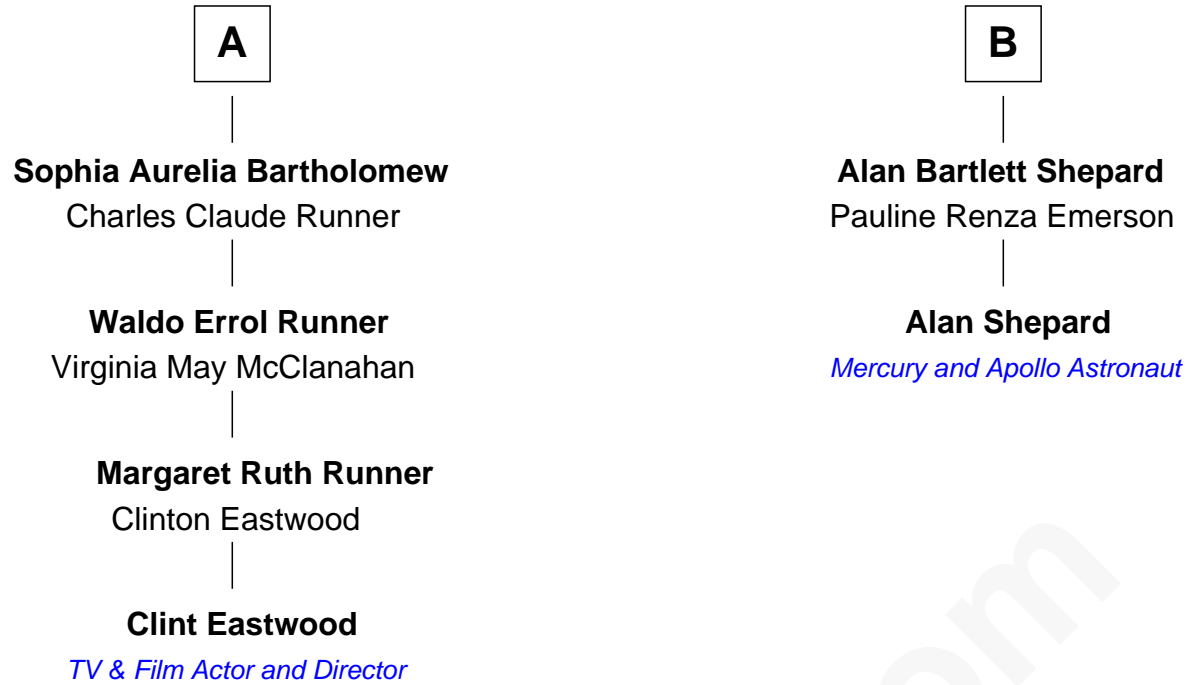 A
Sophia Aurelia Bartholomew
Charles Claude Runner
Waldo Errol Runner
Virginia May McClanahan
Margaret Ruth Runner
Clinton Eastwood
Clint Eastwood
TV & Film Actor and Director
B
Alan Bartlett Shepard
Pauline Renza Emerson
Alan Shepard
Mercury and Apollo Astronaut
om